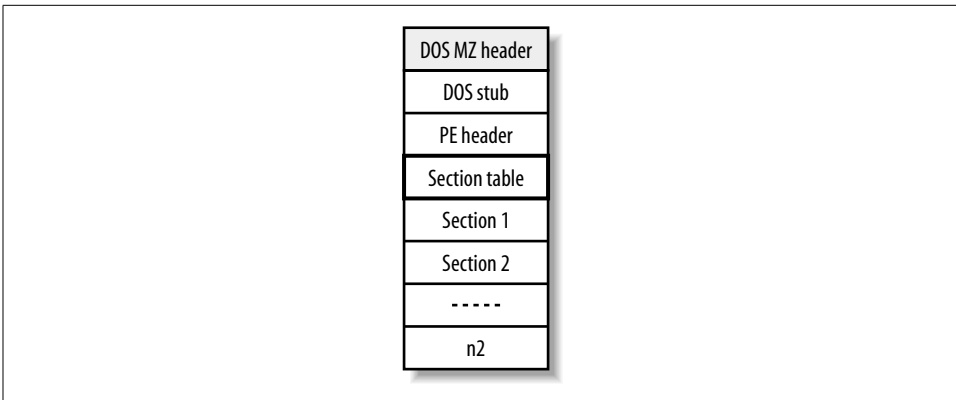 DOS MZ header
DOS stub
PE header
Section table
Section 1
Section 2
-----
n2